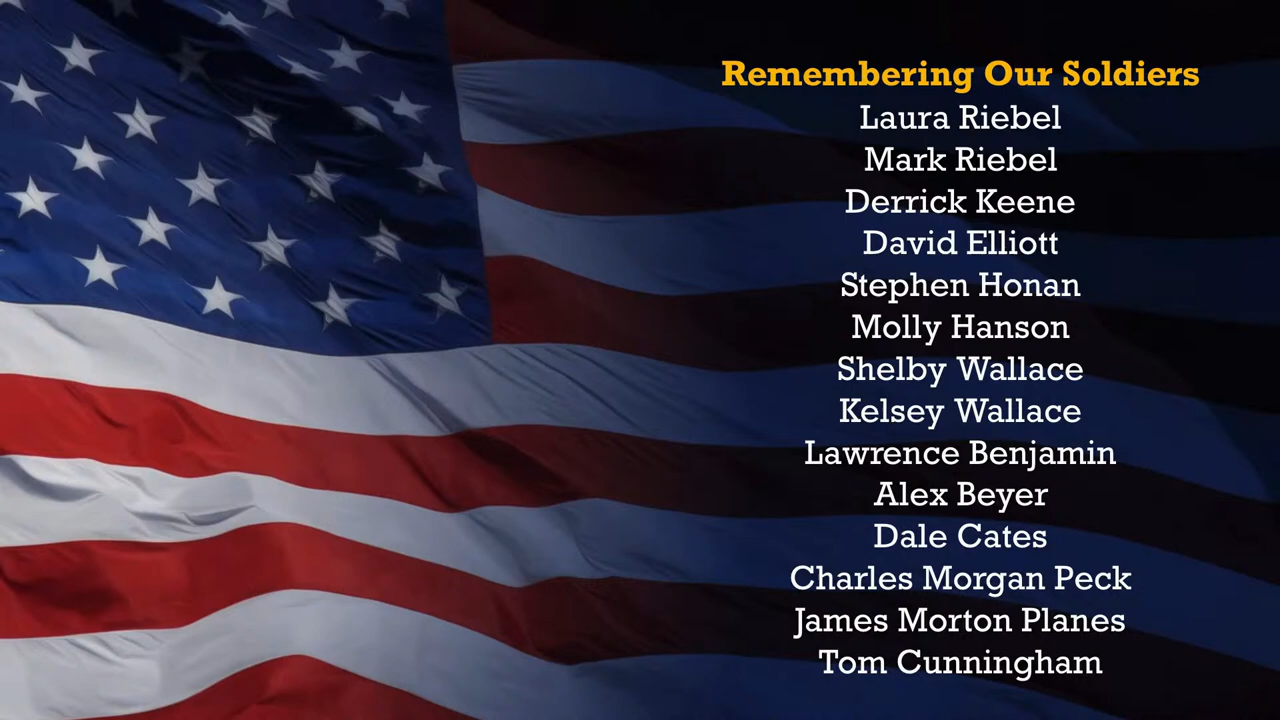 Remembering Our Soldiers
Laura Riebel
Mark Riebel
Derrick Keene
David Elliott
Stephen Honan
Molly Hanson
Shelby Wallace
Kelsey Wallace
Lawrence Benjamin
Alex Beyer
Dale Cates
Charles Morgan Peck
James Morton Planes
Tom Cunningham